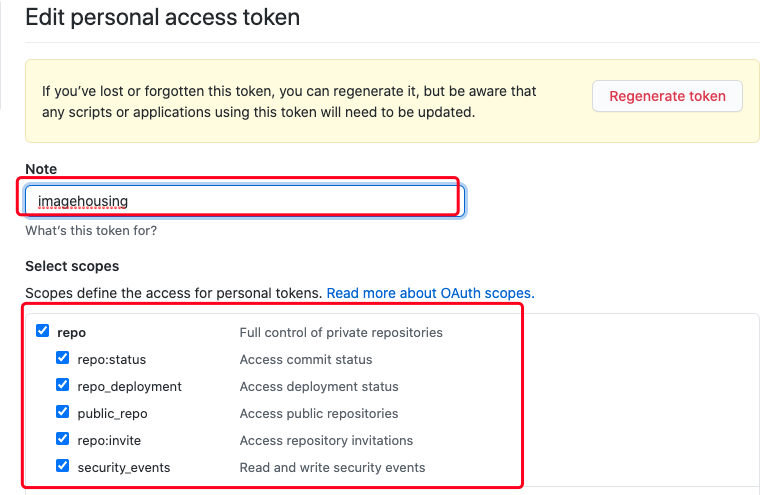 Edit personal access token
If you've lost or forgotten this token, you can regenerate it, but be aware that
any scripts or applications using this token will need to be updated.
Regenerate token
Note
imagehousing
What's this token for?
Select scopes
Scopes define the access for personal tokens. Read more about OAuth scopes.
repo Full control of private repositories
repo:status Access commit status
repo_deployment Access deployment status
public_repo Access public repositories
repo:invite Access repository invitations
security_events Read and write security events